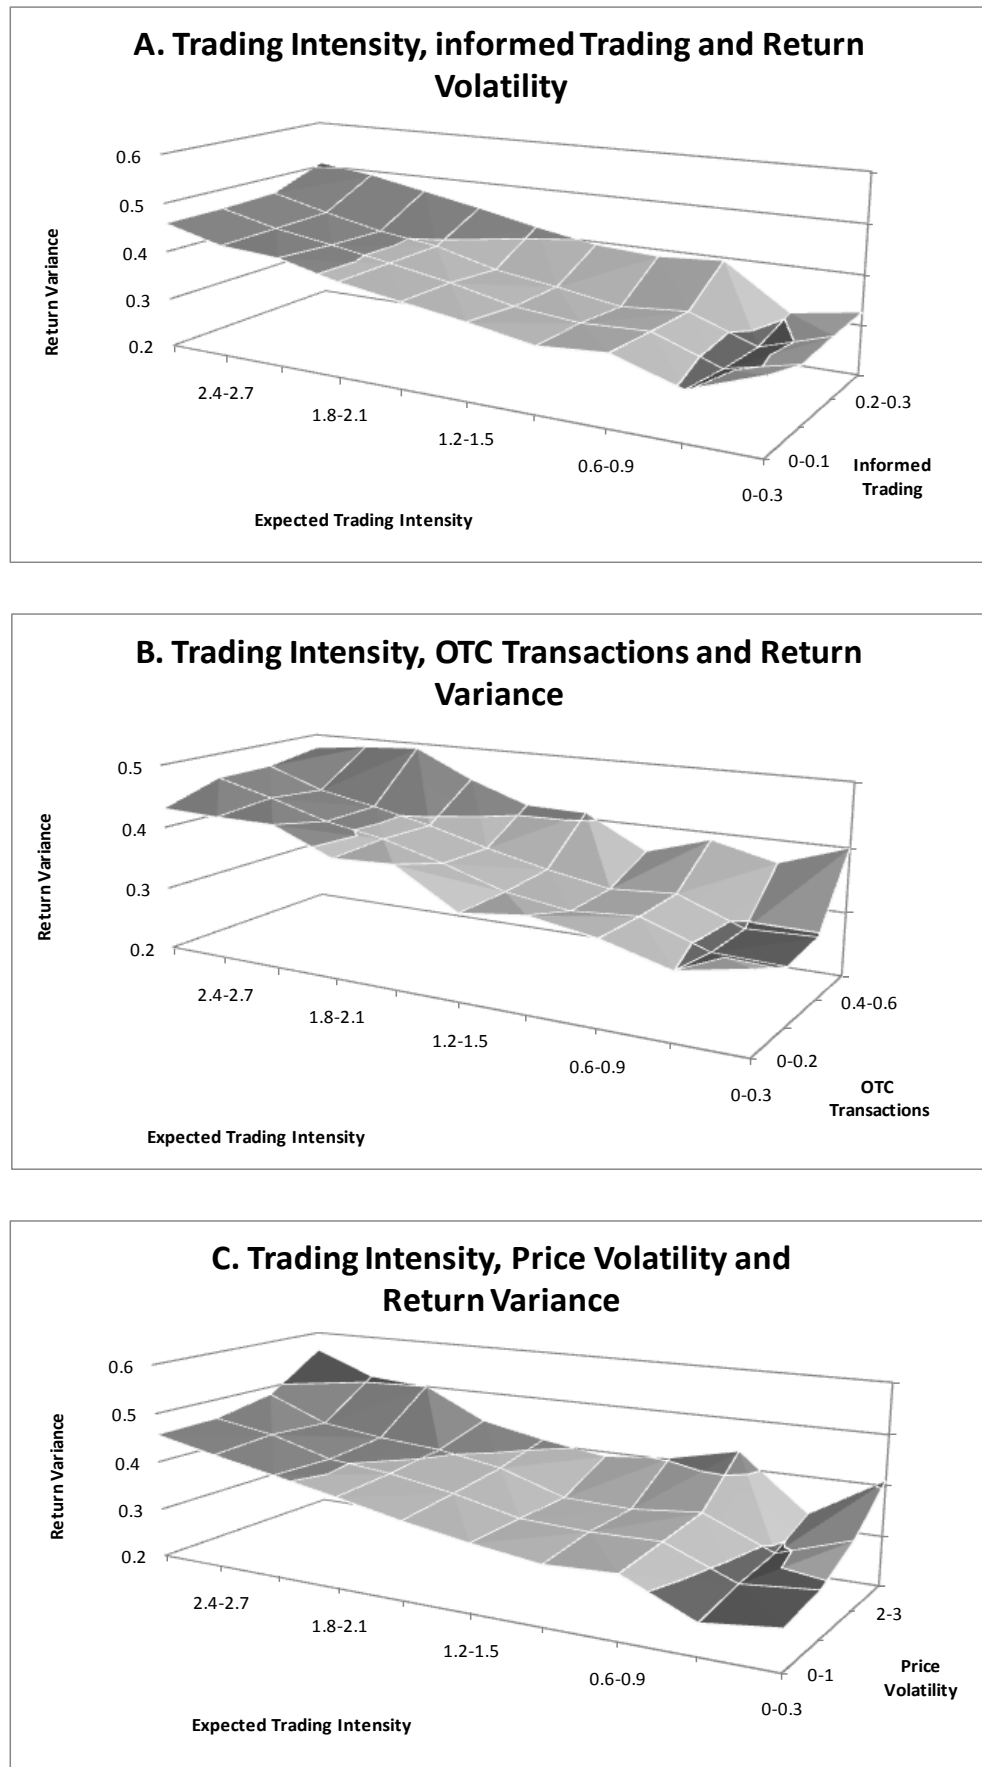 A. Trading Intensity, informed Trading and Return
Volatility
0.6
0.5
0.4
0.3
0.2
Return Variance
2.4-2.7
1.8-2.1
1.2-1.5
0.6-0.9
0-0.3
0-0.1
0.2-0.3
Informed
Trading
Expected Trading Intensity
B. Trading Intensity, OTC Transactions and Return
Variance
0.5
0.4
0.3
0.2
Return Variance
2.4-2.7
1.8-2.1
1.2-1.5
0.6-0.9
0-0.3
0-0.2
0.4-0.6
OTC
Transactions
Expected Trading Intensity
C. Trading Intensity, Price Volatility and
Return Variance
0.6
0.5
0.4
0.3
0.2
Return Variance
2.4-2.7
1.8-2.1
1.2-1.5
0.6-0.9
0-0.3
0-1
2-3
Price
Volatility
Expected Trading Intensity